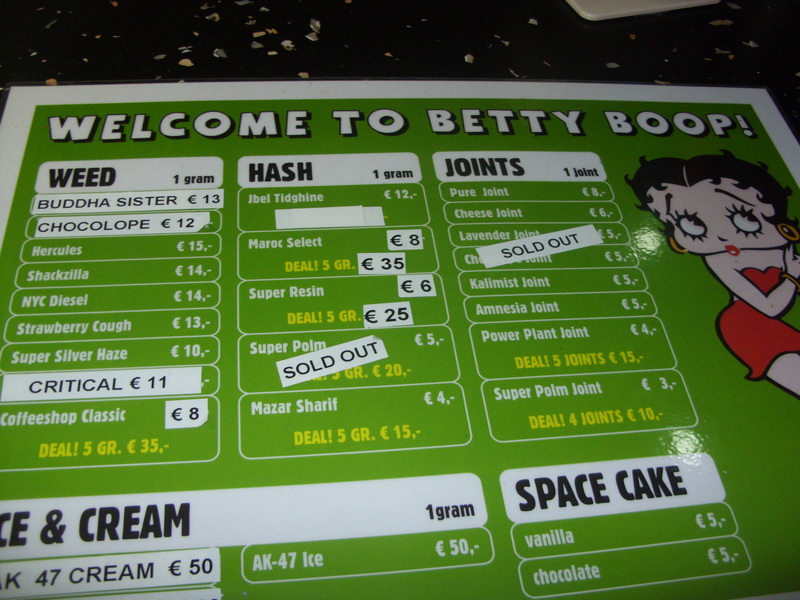 WELCOME TO BETTY BOOP!
WEED 1 gram
BUDDHA SISTER € 13
CHOCOLOPE € 12
Hercules € 15,-
Shackzilla € 14,-
NYC Diesel € 14,-
Strawberry Cough € 13,-
Super Silver Haze € 10,-
CRITICAL € 11
Coffeeshop Classic € 8
DEAL! 5 GR. € 35,-
HASH 1 gram
Jbel Tidghine € 12,-
Maroc Select € 8
DEAL! 5 GR. € 35
Super Resin € 6
DEAL! 5 GR. € 25
Super Polm € 5,-
SOLD OUT
5 GR. € 20,-
Mazar Sharif € 4,-
DEAL! 5 GR. € 15,-
JOINTS 1 joint
Pure Joint € 8,-
Cheese Joint € 6,-
Lavender Joint € 5,-
SOLD OUT
Joint € 5,-
Kalimist Joint € 5,-
Amnesia Joint € 5,-
Power Plant Joint € 4,-
DEAL! 5 JOINTS € 15,-
Super Polm Joint € 3,-
DEAL! 4 JOINTS € 10,-
CE & CREAM 1gram
AK 47 CREAM € 50
AK-47 Ice € 50,-
SPACE CAKE
vanilla € 5,-
chocolate € 5,-